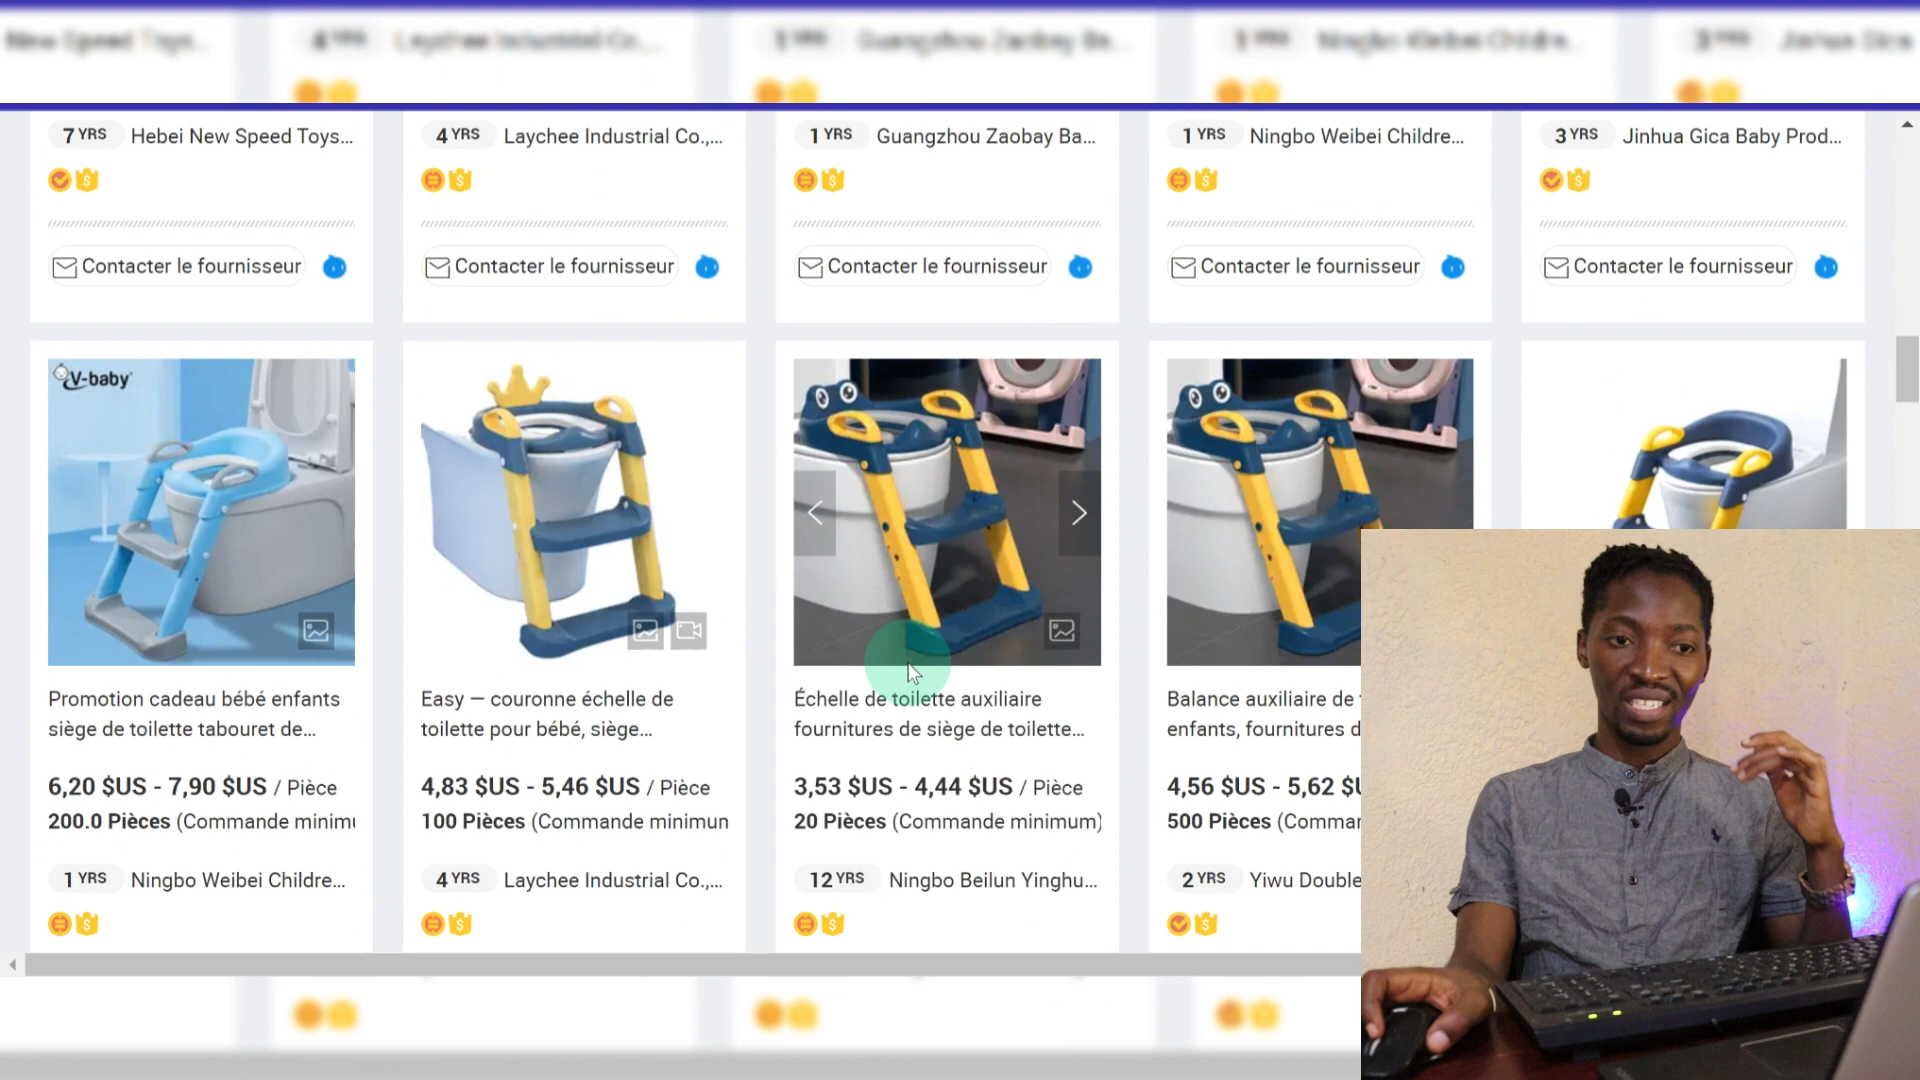 7 YRS Hebei New Speed Toys...
4 YRS Laychee Industrial Co.,...
1 YRS Guangzhou Zaobay Ba...
1 YRS Ningbo Weibei Childre...
3 YRS Jinhua Gica Baby Prod...
Contacter le fournisseur
Contacter le fournisseur
Contacter le fournisseur
Contacter le fournisseur
Contacter le fournisseur
V-baby
Promotion cadeau bébé enfants
siège de toilette tabouret de...
6,20 $US - 7,90 $US / Pièce
200.0 Pièces (Commande minimu
1 YRS Ningbo Weibei Childre...
Easy — couronne échelle de
toilette pour bébé, siège...
4,83 $US - 5,46 $US / Pièce
100 Pièces (Commande minimun
4 YRS Laychee Industrial Co.,...
Échelle de toilette auxiliaire
fournitures de siège de toilette...
3,53 $US - 4,44 $US / Pièce
20 Pièces (Commande minimum)
12 YRS Ningbo Beilun Yinghu...
Balance auxiliaire de
enfants, fournitures d
4,56 $US - 5,62 $U
500 Pièces (Commar
2 YRS Yiwu Double